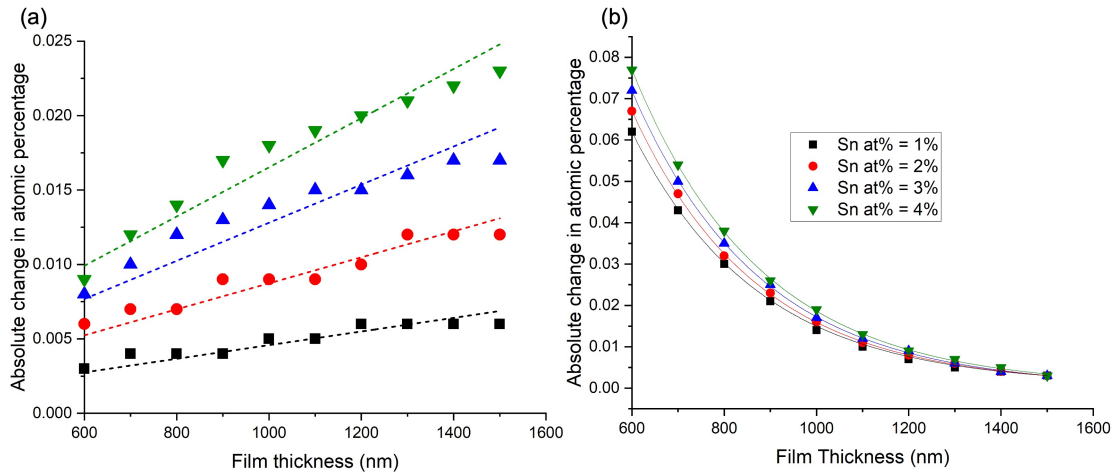 (a)
Absolute change in atomic percentage
0.025
0.020
0.015
0.010
0.005
0.000
600
800
1000
1200
1400
1600
Film thickness (nm)
(b)
Absolute change in atomic percentage
0.08
0.07
0.06
0.05
0.04
0.03
0.02
0.01
0.00
Sn at% = 1%
Sn at% = 2%
Sn at% = 3%
Sn at% = 4%
600
800
1000
1200
1400
1600
Film Thickness (nm)